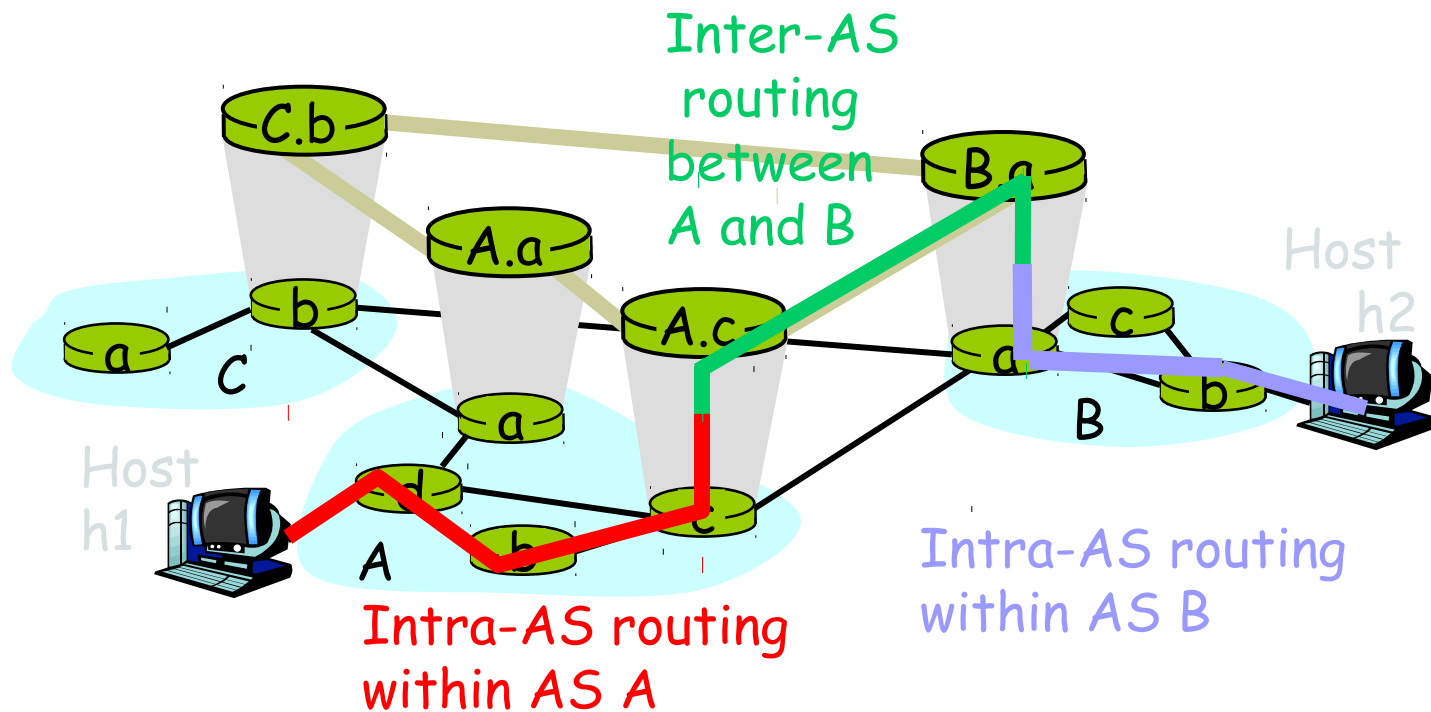 Inter-AS
routing
between
A and B
C.b
B.a
A.a
A.c
Host
h2
b
a
C
c
a
b
B
a
Host
h1
d
c
b
A
Intra-AS routing
within AS B
Intra-AS routing
within AS A